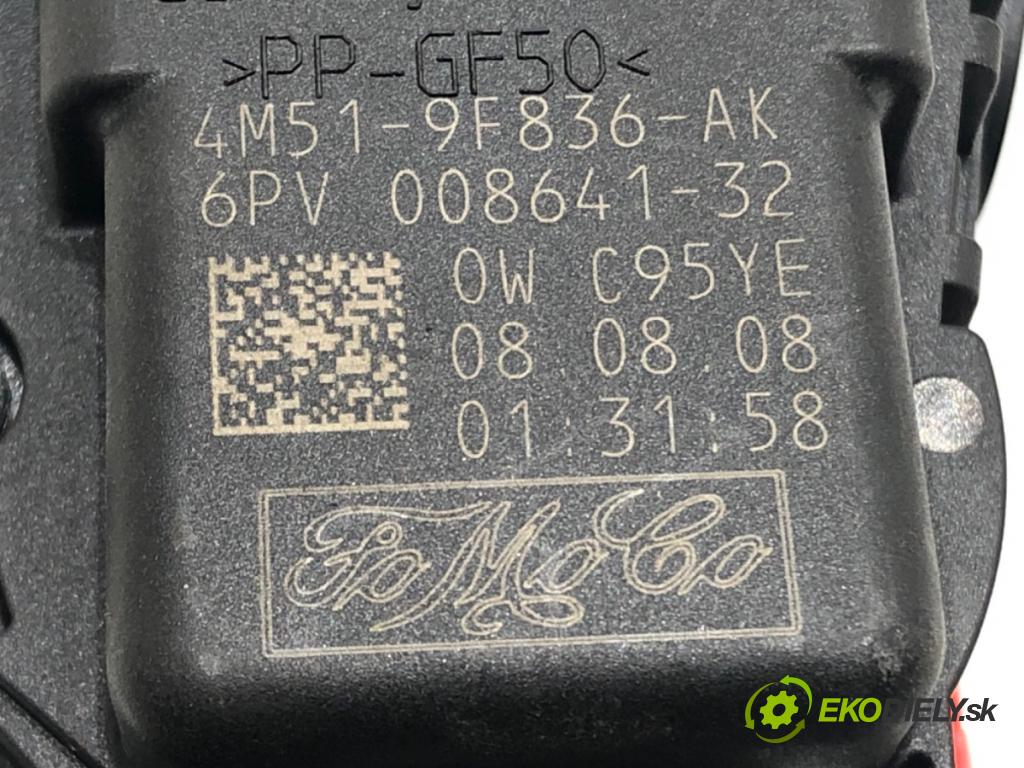 >PP-GF50<
4M51-9F836-AK
6PV 008641-32
0W C95YE
08.08.08
01:31:58
FoMoCo
EKODIELY.sk